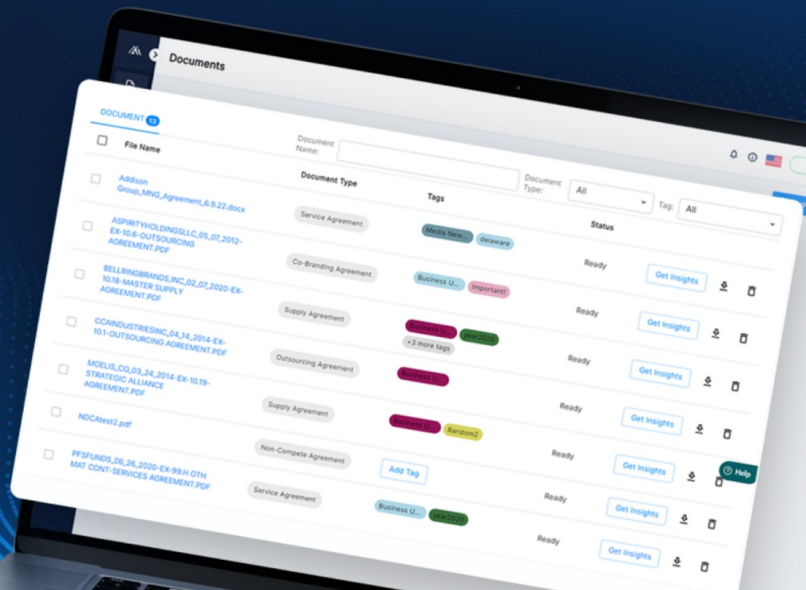 Documents
DOCUMENT 13
Document
Name:
Document
Type:
All
Tag:
All
File Name
Document Type
Tags
Status
Addison
Group_MNG_Agreement_6.9.22.docx
Service Agreement
Media New...
delaware
Ready
Get Insights
ASPIRITYHOLDINGSLLC_05_07_2012-
EX-10.6-OUTSOURCING
AGREEMENT.PDF
Co-Branding Agreement
Business U...
Important!
Ready
Get Insights
BELLRINGBRANDS,INC_02_07_2020-EX-
10.18-MASTER SUPPLY
AGREEMENT.PDF
Supply Agreement
Business U...
year2020
+3 more tags
Ready
Get Insights
CCAINDUSTRIESINC_04_14_2014-EX-
10.1-OUTSOURCING AGREEMENT.PDF
Outsourcing Agreement
Business U...
Ready
Get Insights
MOELIS_CO_03_24_2014-EX-10.19-
STRATEGIC ALLIANCE
AGREEMENT.PDF
Supply Agreement
Business U...
Random2
Ready
Get Insights
NDCAtest2.pdf
Non-Compete Agreement
Add Tag
Ready
Get Insights
PFSFUNDS_06_26_2020-EX-99.H OTH
MAT CONT-SERVICES AGREEMENT.PDF
Service Agreement
Business U...
year2020
Ready
Get Insights
Help